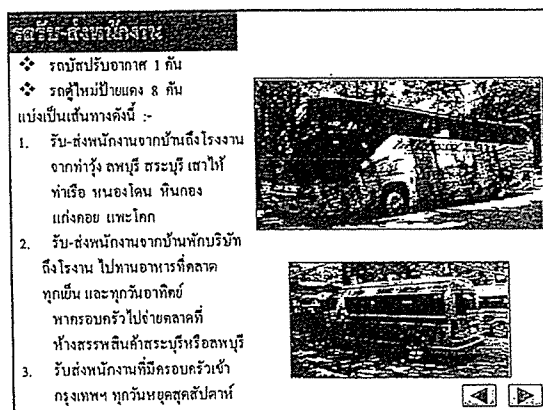 รถรับ-ส่งพนักงาน
❖ รถบัสปรับอากาศ 1 คัน
❖ รถตู้ใหม่ป้ายแดง 8 คัน
แบ่งเป็นเส้นทางดังนี้ :-
1. รับ-ส่งพนักงานจากบ้านถึงโรงงาน
จากท่าวุ้ง ลพบุรี สระบุรี เสาไห้
ท่าเรือ หนองโดน หินกอง
แก่งคอย แพะโคก
2. รับ-ส่งพนักงานจากบ้านพักบริษัท
ถึงโรงาน ไปทานอาหารที่ตลาด
ทุกเย็น และทุกวันอาทิตย์
พาครอบครัวไปจ่ายตลาดที่
ห้างสรรพสินค้าสระบุรีหรือลพบุรี
3. รับส่งพนักงานที่มีครอบครัวเข้า
กรุงเทพฯ ทุกวันหยุดสุดสัปดาห์